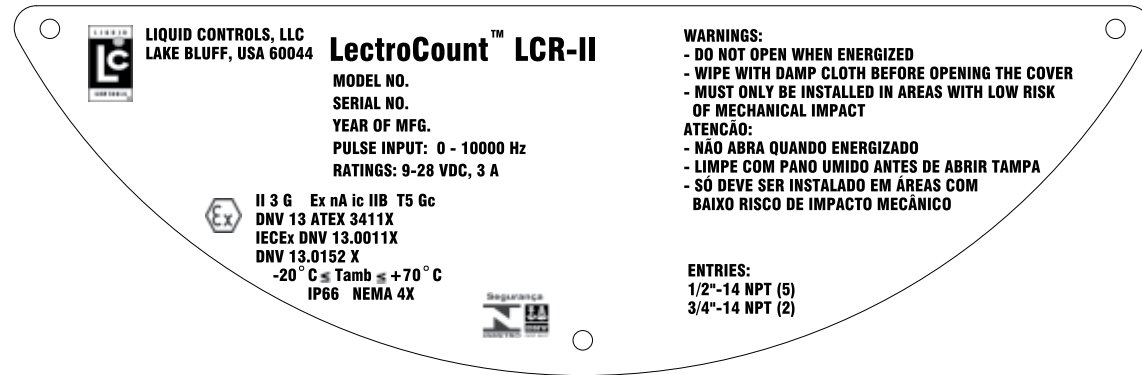 LIQUID
LC
CONTROLS
LIQUID CONTROLS, LLC
LAKE BLUFF, USA 60044
LectroCount™ LCR-II
MODEL NO.
SERIAL NO.
YEAR OF MFG.
PULSE INPUT: 0 - 10000 Hz
RATINGS: 9-28 VDC, 3 A
Ex
II 3 G Ex nA ic IIB T5 Gc
DNV 13 ATEX 3411X
IECEx DNV 13.0011X
DNV 13.0152 X
-20°C ≤ Tamb ≤ +70°C
IP66 NEMA 4X
Segurança
INMETRO
WARNINGS:
- DO NOT OPEN WHEN ENERGIZED
- WIPE WITH DAMP CLOTH BEFORE OPENING THE COVER
- MUST ONLY BE INSTALLED IN AREAS WITH LOW RISK
OF MECHANICAL IMPACT
ATENCÃO:
- NÃO ABRA QUANDO ENERGIZADO
- LIMPE COM PANO UMIDO ANTES DE ABRIR TAMPA
- SÓ DEVE SER INSTALADO EM ÁREAS COM
BAIXO RISCO DE IMPACTO MECÂNICO
ENTRIES:
1/2"-14 NPT (5)
3/4"-14 NPT (2)